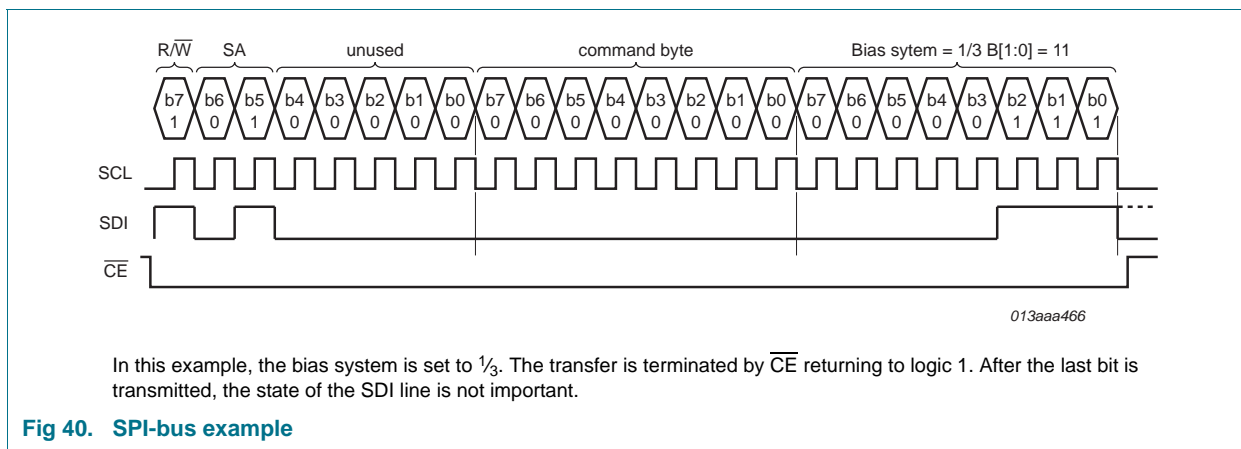 R/W SA unused command byte Bias sytem = 1/3 B[1:0] = 11
b7 b6 b5 b4 b3 b2 b1 b0 b7 b6 b5 b4 b3 b2 b1 b0 b7 b6 b5 b4 b3 b2 b1 b0
1 0 1 0 0 0 0 0 0 0 0 0 0 0 0 0 0 0 0 0 0 1 1 1
SCL
SDI
CE
013aaa466
In this example, the bias system is set to 1⁄3. The transfer is terminated by CE returning to logic 1. After the last bit is
transmitted, the state of the SDI line is not important.
Fig 40. SPI-bus example